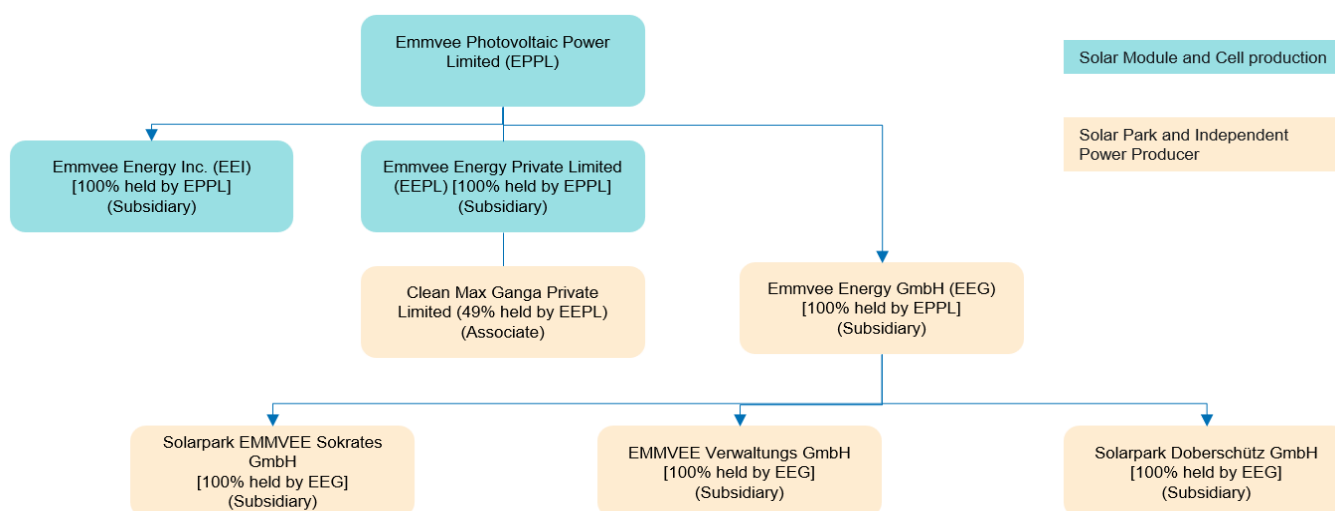 Emmvee Photovoltaic Power
Limited (EPPL)
Solar Module and Cell production
Solar Park and Independent
Power Producer
Emmvee Energy Inc. (EEI)
[100% held by EPPL]
(Subsidiary)
Emmvee Energy Private Limited
(EEPL) [100% held by EPPL]
(Subsidiary)
Clean Max Ganga Private
Limited (49% held by EEPL)
(Associate)
Emmvee Energy GmbH (EEG)
[100% held by EPPL]
(Subsidiary)
Solarpark EMMVEE Sokrates
GmbH
[100% held by EEG]
(Subsidiary)
EMMVEE Verwaltungs GmbH
[100% held by EEG]
(Subsidiary)
Solarpark Doberschütz GmbH
[100% held by EEG]
(Subsidiary)